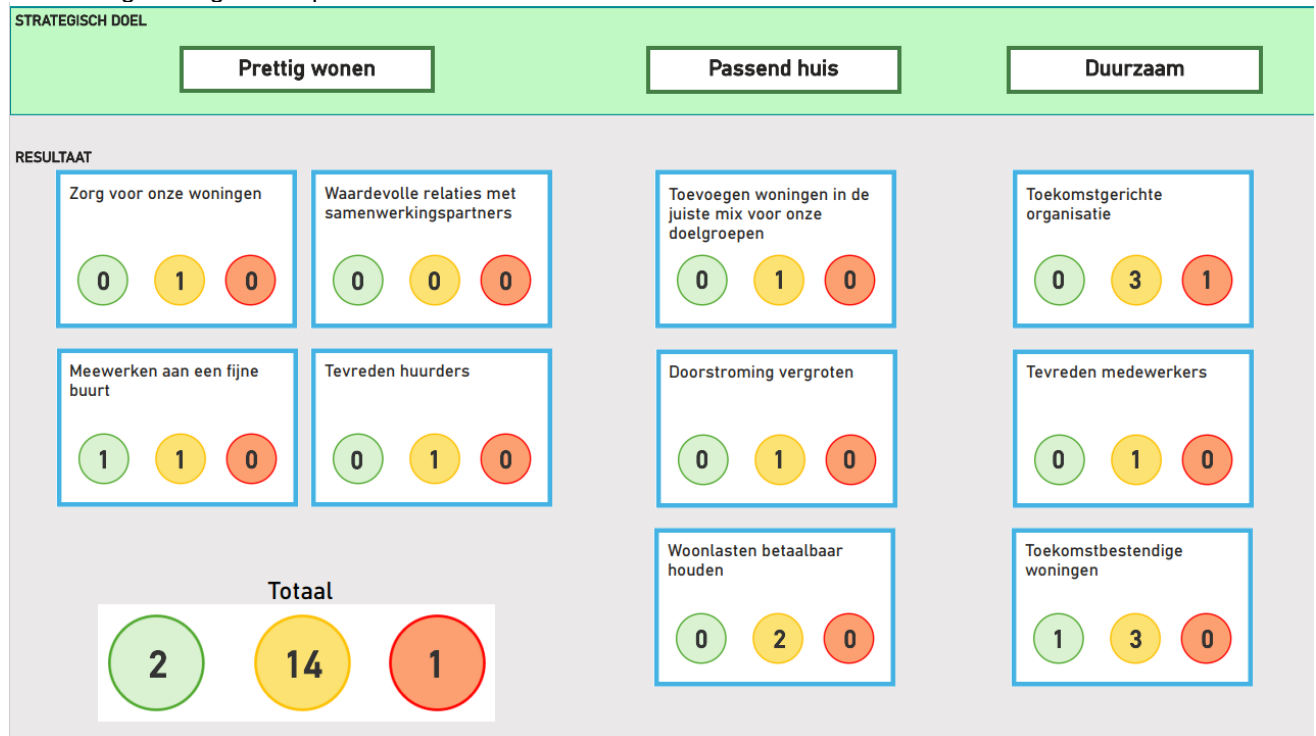 STRATEGISCH DOEL
Prettig wonen
Passend huis
Duurzaam
RESULTAAT
Zorg voor onze woningen
0 1 0
Waardevolle relaties met
samenwerkingspartners
0 0 0
Toevoegen woningen in de
juiste mix voor onze
doelgroepen
0 1 0
Toekomstgerichte
organisatie
0 3 1
Meewerken aan een fijne
buurt
1 1 0
Tevreden huurders
0 1 0
Doorstroming vergroten
0 1 0
Tevreden medewerkers
0 1 0
Woonlasten betaalbaar
houden
0 2 0
Toekomstbestendige
woningen
1 3 0
Totaal
2 14 1